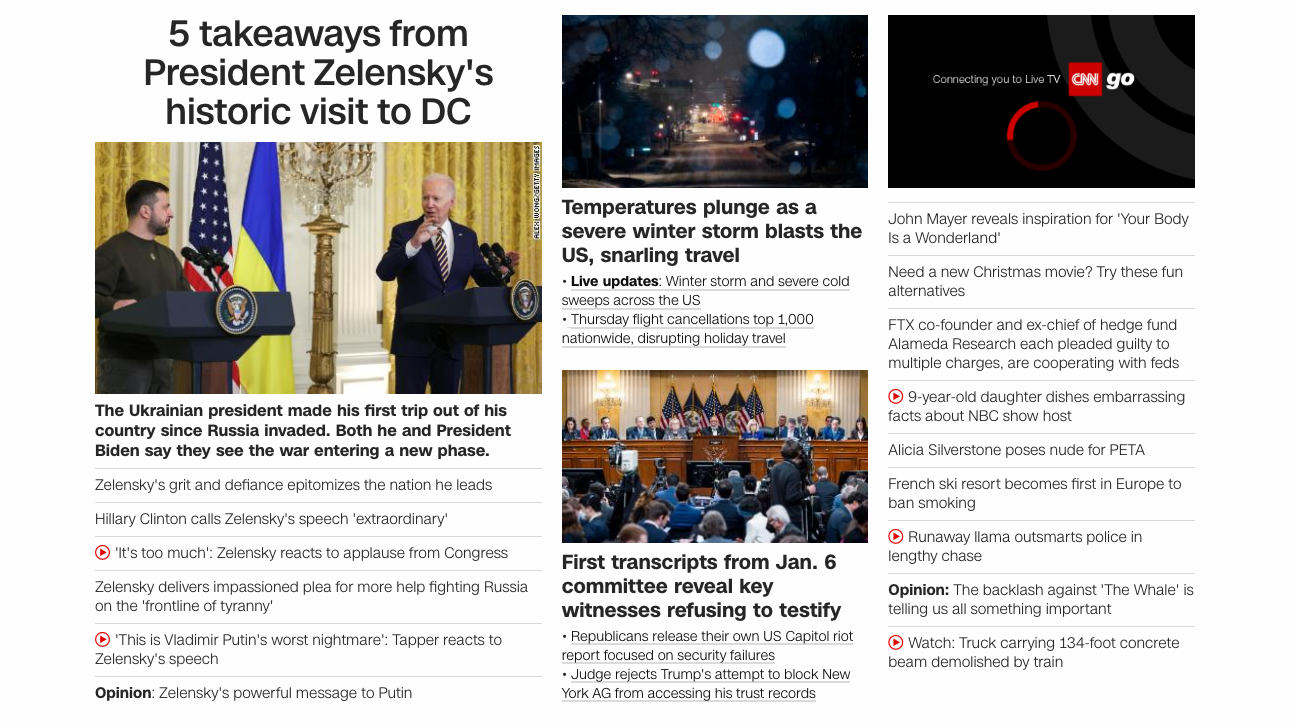 5 takeaways from
President Zelensky's
historic visit to DC
ALEX WONG/GETTY IMAGES
The Ukrainian president made his first trip out of his
country since Russia invaded. Both he and President
Biden say they see the war entering a new phase.
Zelensky's grit and defiance epitomizes the nation he leads
Hillary Clinton calls Zelensky's speech 'extraordinary'
'It's too much': Zelensky reacts to applause from Congress
Zelensky delivers impassioned plea for more help fighting Russia
on the 'frontline of tyranny'
'This is Vladimir Putin's worst nightmare': Tapper reacts to
Zelensky's speech
Opinion: Zelensky's powerful message to Putin
Temperatures plunge as a
severe winter storm blasts the
US, snarling travel
• Live updates: Winter storm and severe cold
sweeps across the US
• Thursday flight cancellations top 1,000
nationwide, disrupting holiday travel
First transcripts from Jan. 6
committee reveal key
witnesses refusing to testify
• Republicans release their own US Capitol riot
report focused on security failures
• Judge rejects Trump's attempt to block New
York AG from accessing his trust records
Connecting you to Live TV CNN go
John Mayer reveals inspiration for 'Your Body
Is a Wonderland'
Need a new Christmas movie? Try these fun
alternatives
FTX co-founder and ex-chief of hedge fund
Alameda Research each pleaded guilty to
multiple charges, are cooperating with feds
9-year-old daughter dishes embarrassing
facts about NBC show host
Alicia Silverstone poses nude for PETA
French ski resort becomes first in Europe to
ban smoking
Runaway llama outsmarts police in
lengthy chase
Opinion: The backlash against 'The Whale' is
telling us all something important
Watch: Truck carrying 134-foot concrete
beam demolished by train